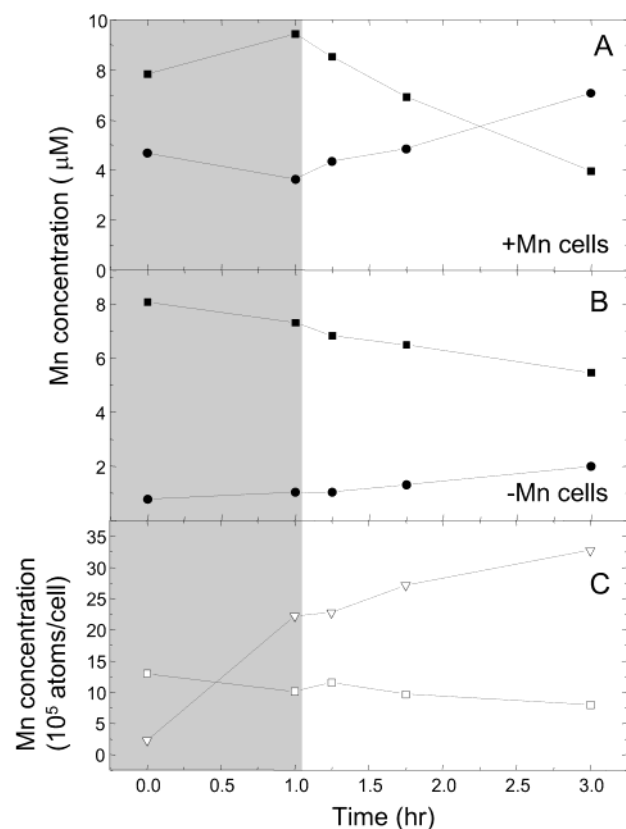 10
A
8
6
4
2
+Mn cells
0
Mn concentration ( μM)
B
8
6
4
2
-Mn cells
35
C
30
25
20
15
10
5
0
Mn concentration
(10⁵ atoms/cell)
0.0 0.5 1.0 1.5 2.0 2.5 3.0
Time (hr)